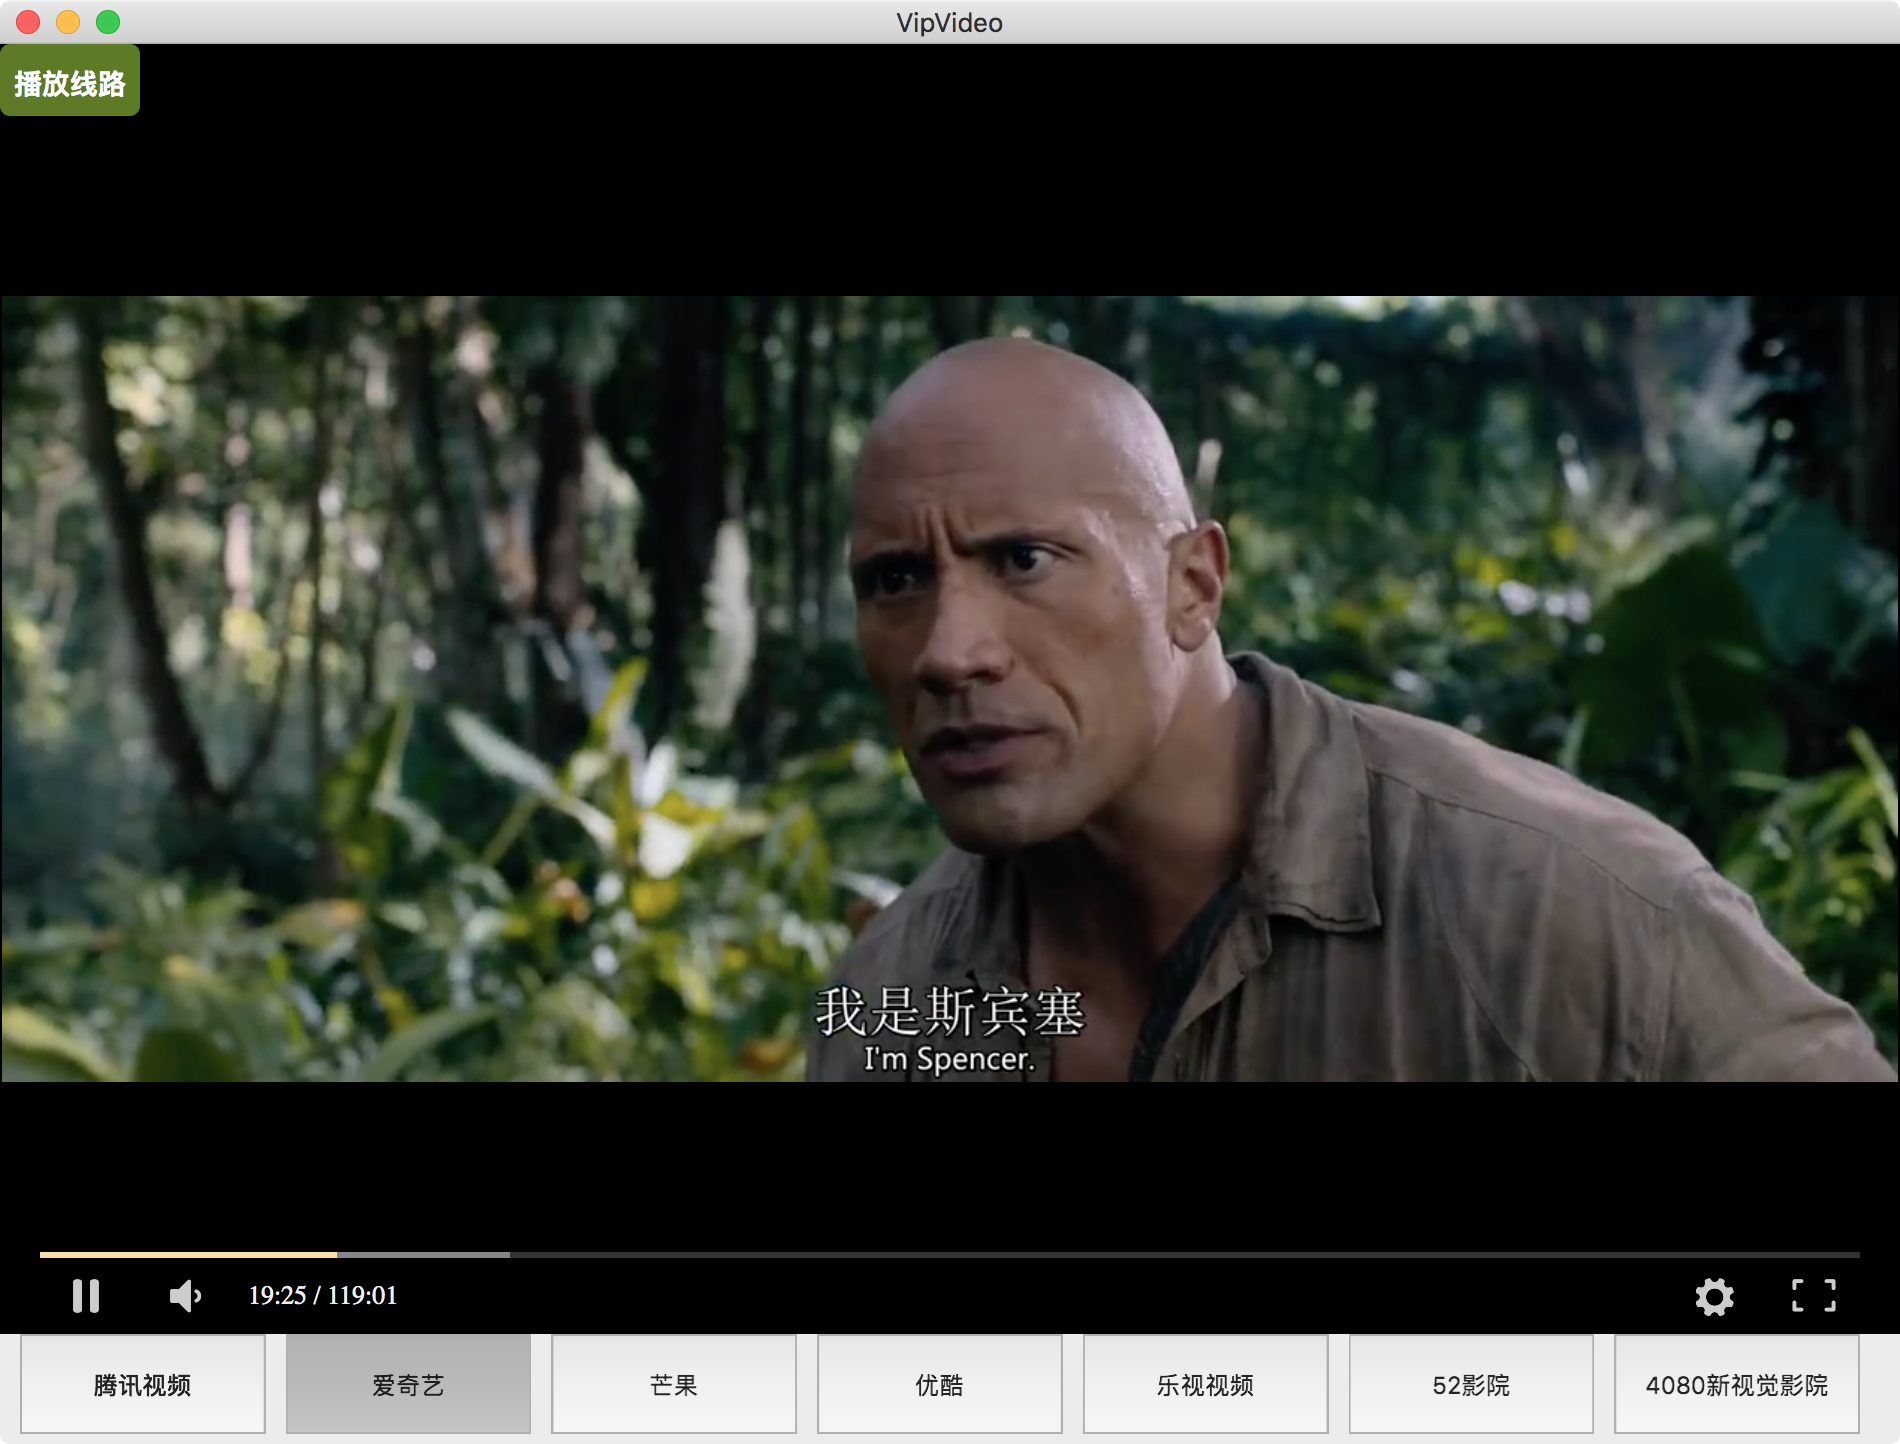 VipVideo
播放线路
我是斯宾塞
I'm Spencer.
19:25 / 119:01
腾讯视频
爱奇艺
芒果
优酷
乐视视频
52影院
4080新视觉影院